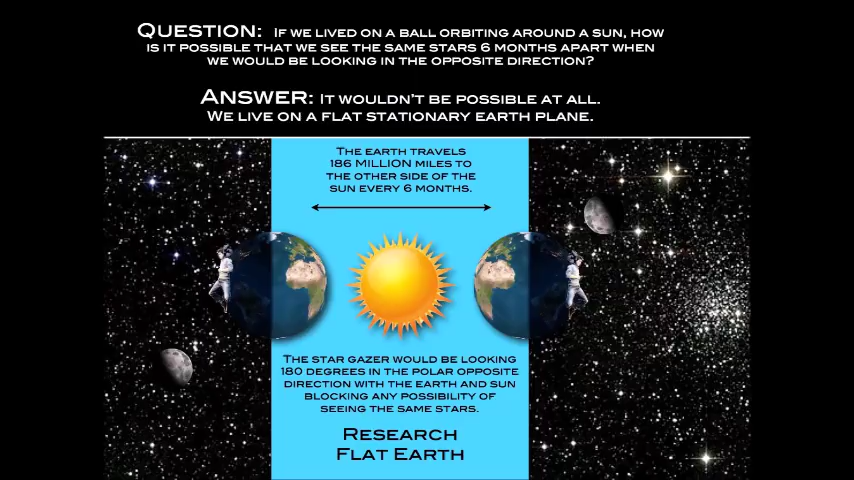 QUESTION: IF WE LIVED ON A BALL ORBITING AROUND A SUN, HOW
IS IT POSSIBLE THAT WE SEE THE SAME STARS 6 MONTHS APART WHEN
WE WOULD BE LOOKING IN THE OPPOSITE DIRECTION?
ANSWER: IT WOULDN'T BE POSSIBLE AT ALL.
WE LIVE ON A FLAT STATIONARY EARTH PLANE.
THE EARTH TRAVELS
186 MILLION MILES TO
THE OTHER SIDE OF THE
SUN EVERY 6 MONTHS.
THE STAR GAZER WOULD BE LOOKING
180 DEGREES IN THE POLAR OPPOSITE
DIRECTION WITH THE EARTH AND SUN
BLOCKING ANY POSSIBILITY OF
SEEING THE SAME STARS.
RESEARCH
FLAT EARTH